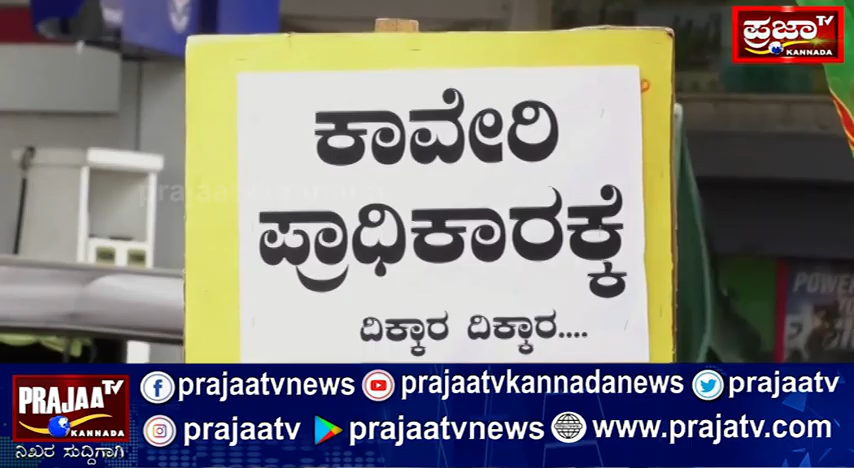 ಪ್ರಜಾ TV
KANNADA
ಕಾವೇರಿ
ಪ್ರಾಧಿಕಾರಕ್ಕೆ
ದಿಕ್ಕಾರ ದಿಕ್ಕಾರ....
PRAJAA TV
KANNADA
ನಿಖರ ಸುದ್ದಿಗಾಗಿ
prajaatvnews prajaatvkannadanews prajaatv
prajaatv prajaatvnews www.prajatv.com